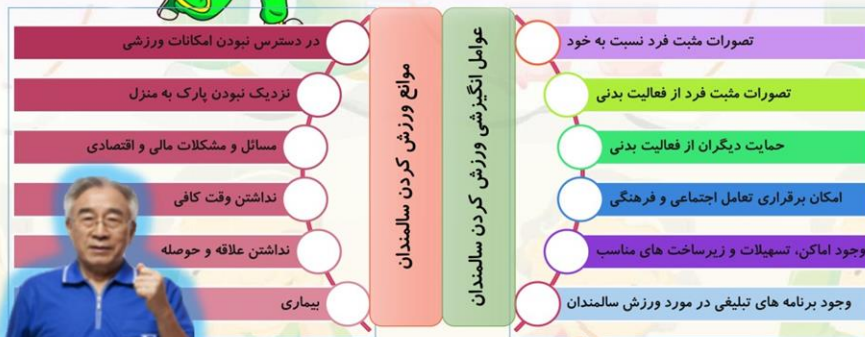 عوامل انگیزشی ورزش کردن سالمندان
تصورات مثبت فرد نسبت به خود
تصورات مثبت فرد از فعالیت بدنی
حمایت دیگران از فعالیت بدنی
امکان برقراری تعامل اجتماعی و فرهنگی
وجود اماکن، تسهیلات و زیرساخت های مناسب
وجود برنامه های تبلیغی در مورد ورزش سالمندان
موانع ورزش کردن سالمندان
در دسترس نبودن امکانات ورزشی
نزدیک نبودن پارک به منزل
مسائل و مشکلات مالی و اقتصادی
نداشتن وقت کافی
نداشتن علاقه و حوصله
بیماری